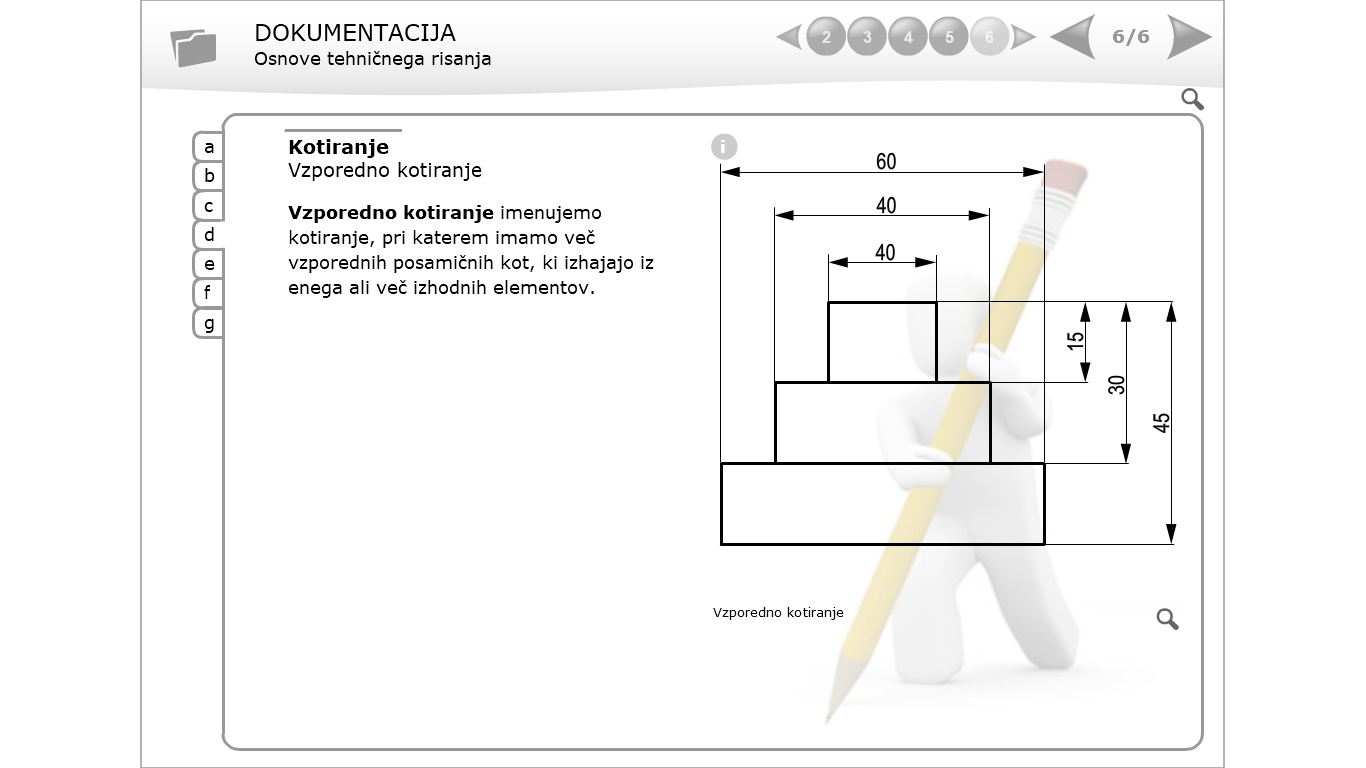 DOKUMENTACIJA
Osnove tehničnega risanja
2 3 4 5 6
6/6
a
b
c
d
e
f
g
Kotiranje
Vzporedno kotiranje
Vzporedno kotiranje imenujemo
kotiranje, pri katerem imamo več
vzporednih posamičnih kot, ki izhajajo iz
enega ali več izhodnih elementov.
i
60
40
40
15
30
45
Vzporedno kotiranje